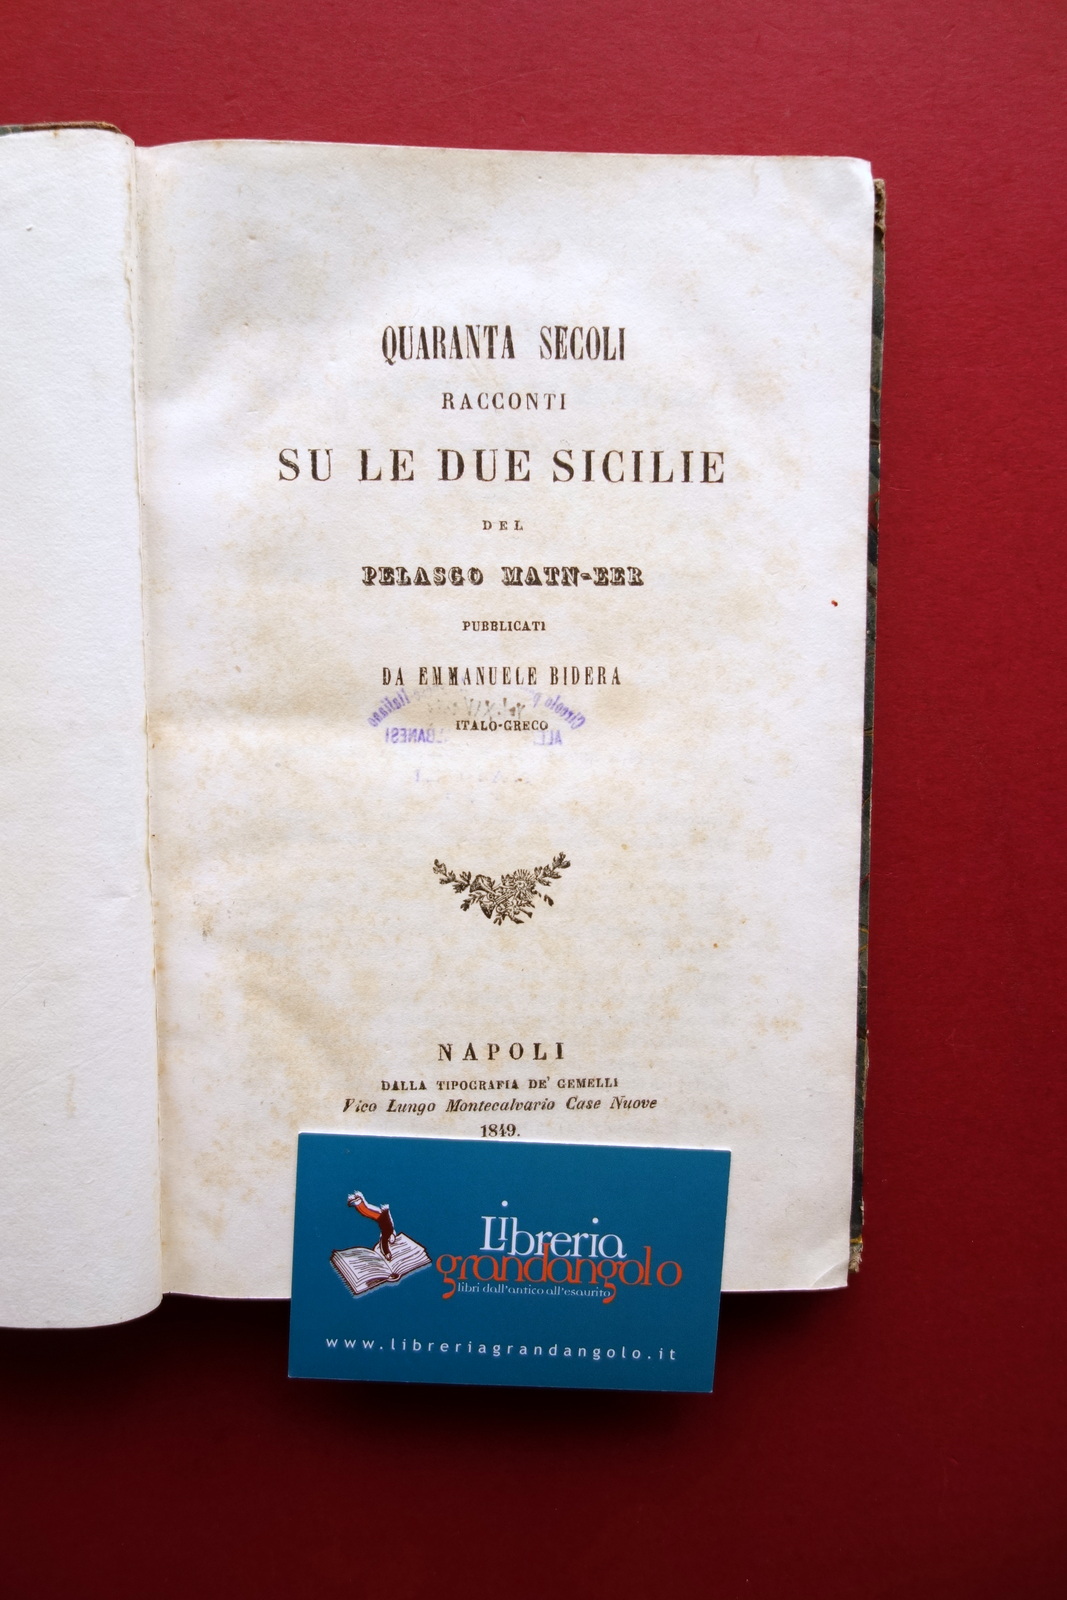 QUARANTA SECOLI
RACCONTI
SU LE DUE SICILIE
DEL
PELASGO MATN-EER
PUBBLICATI
DA EMMANUELE BIDERA
ITALO-GRECO
NAPOLI
DALLA TIPOGRAFIA DE' GEMELLI
Vico Lungo Montecalvario Case Nuove
1849.
Libreria
grandangolo
libri dall'antico all'esaurito
www.libreriagrandangolo.it